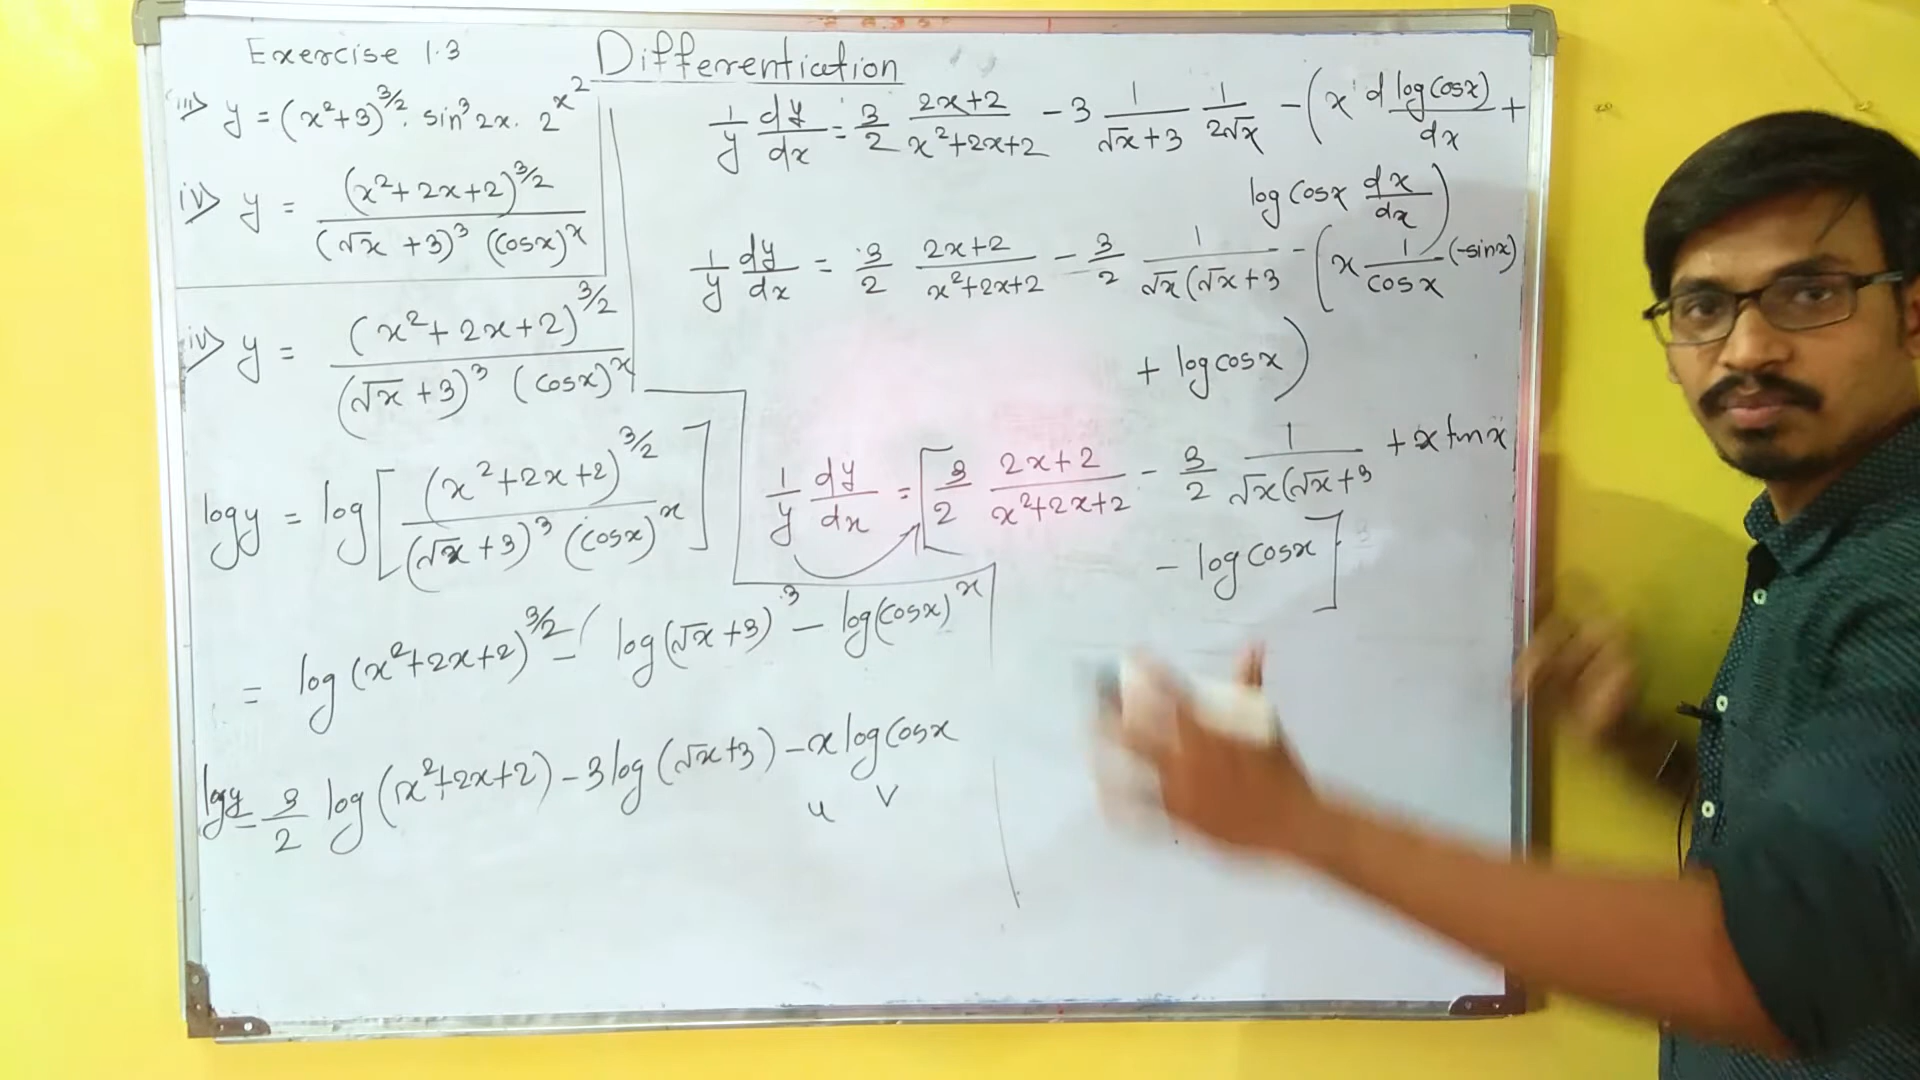 Exercise 1.3
Differentiation
iii> y = (x²+3)^3/2 . sin³2x . 2^x²
iv> y = (x²+2x+2)^3/2 / (√x +3)³ (cosx)^x
iv> y = (x²+2x+2)^3/2 / (√x +3)³ (cosx)^x
logy = log[(x²+2x+2)^3/2 / (√x+3)³ (cosx)^x]
= log(x²+2x+2)^3/2 - ( log(√x+3)³ - log(cosx)^x
logy = 3/2 log(x²+2x+2) - 3log(√x+3) - x log cosx
u v
1/y dy/dx = 3/2 2x+2/x²+2x+2 - 3 1/√x+3 1/2√x - (x d log(cosx)/dx +
log cosx dx/dx)
1/y dy/dx = 3/2 2x+2/x²+2x+2 - 3/2 1/√x(√x+3 - (x 1/cosx (-sinx)
+ log cosx)
1/y dy/dx = [3/2 2x+2/x²+2x+2 - 3/2 1/√x(√x+3 + x tanx
- log cosx]